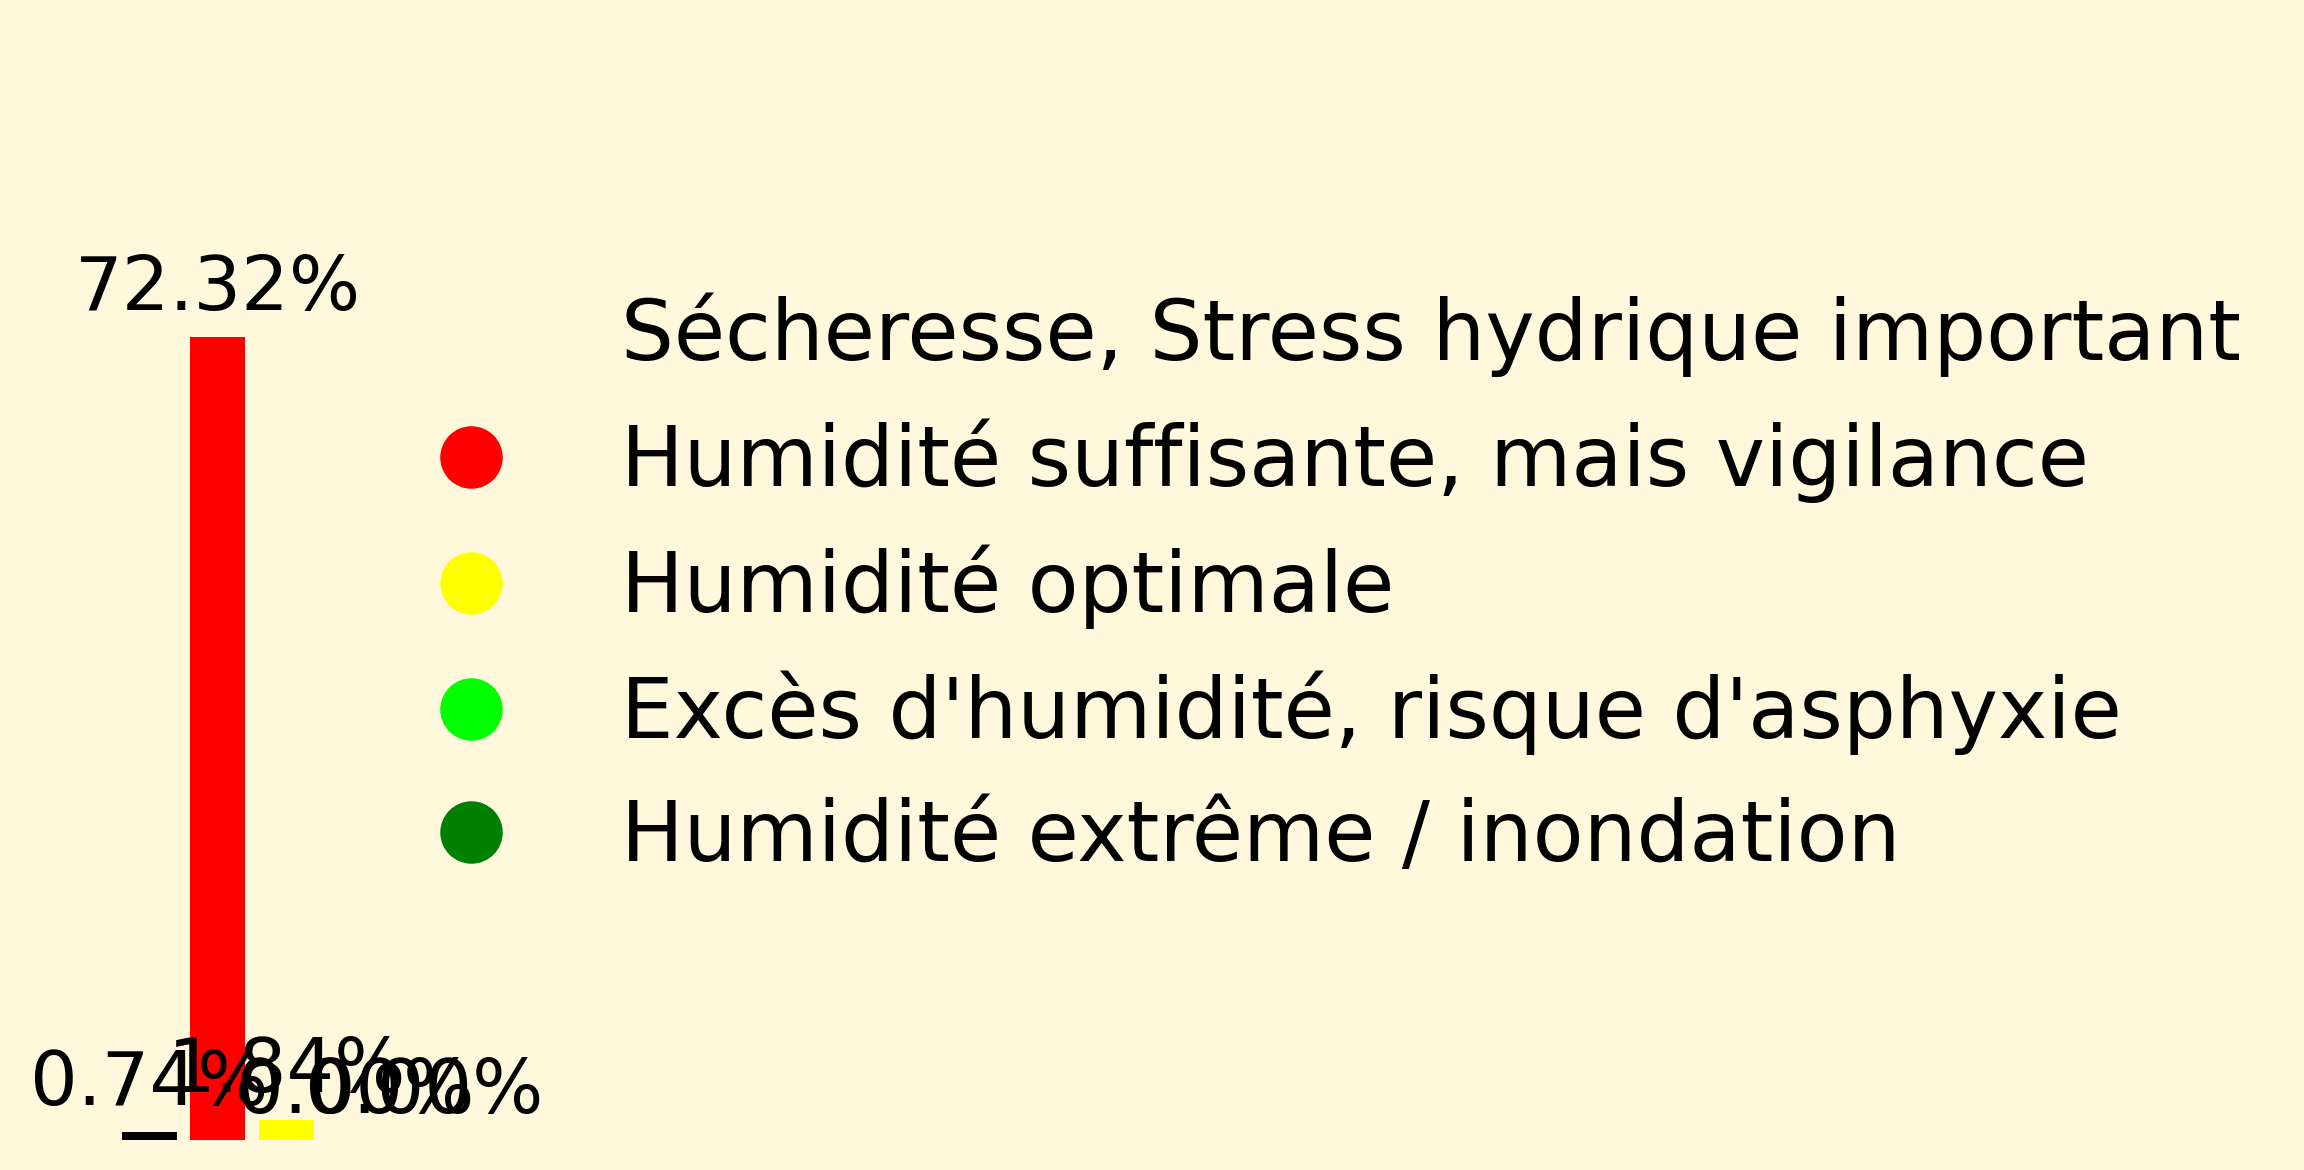 72.32%
Sécheresse, Stress hydrique important
Humidité suffisante, mais vigilance
Humidité optimale
Excès d'humidité, risque d'asphyxie
Humidité extrême / inondation
0.74%
1.84%
0.00%
0.00%